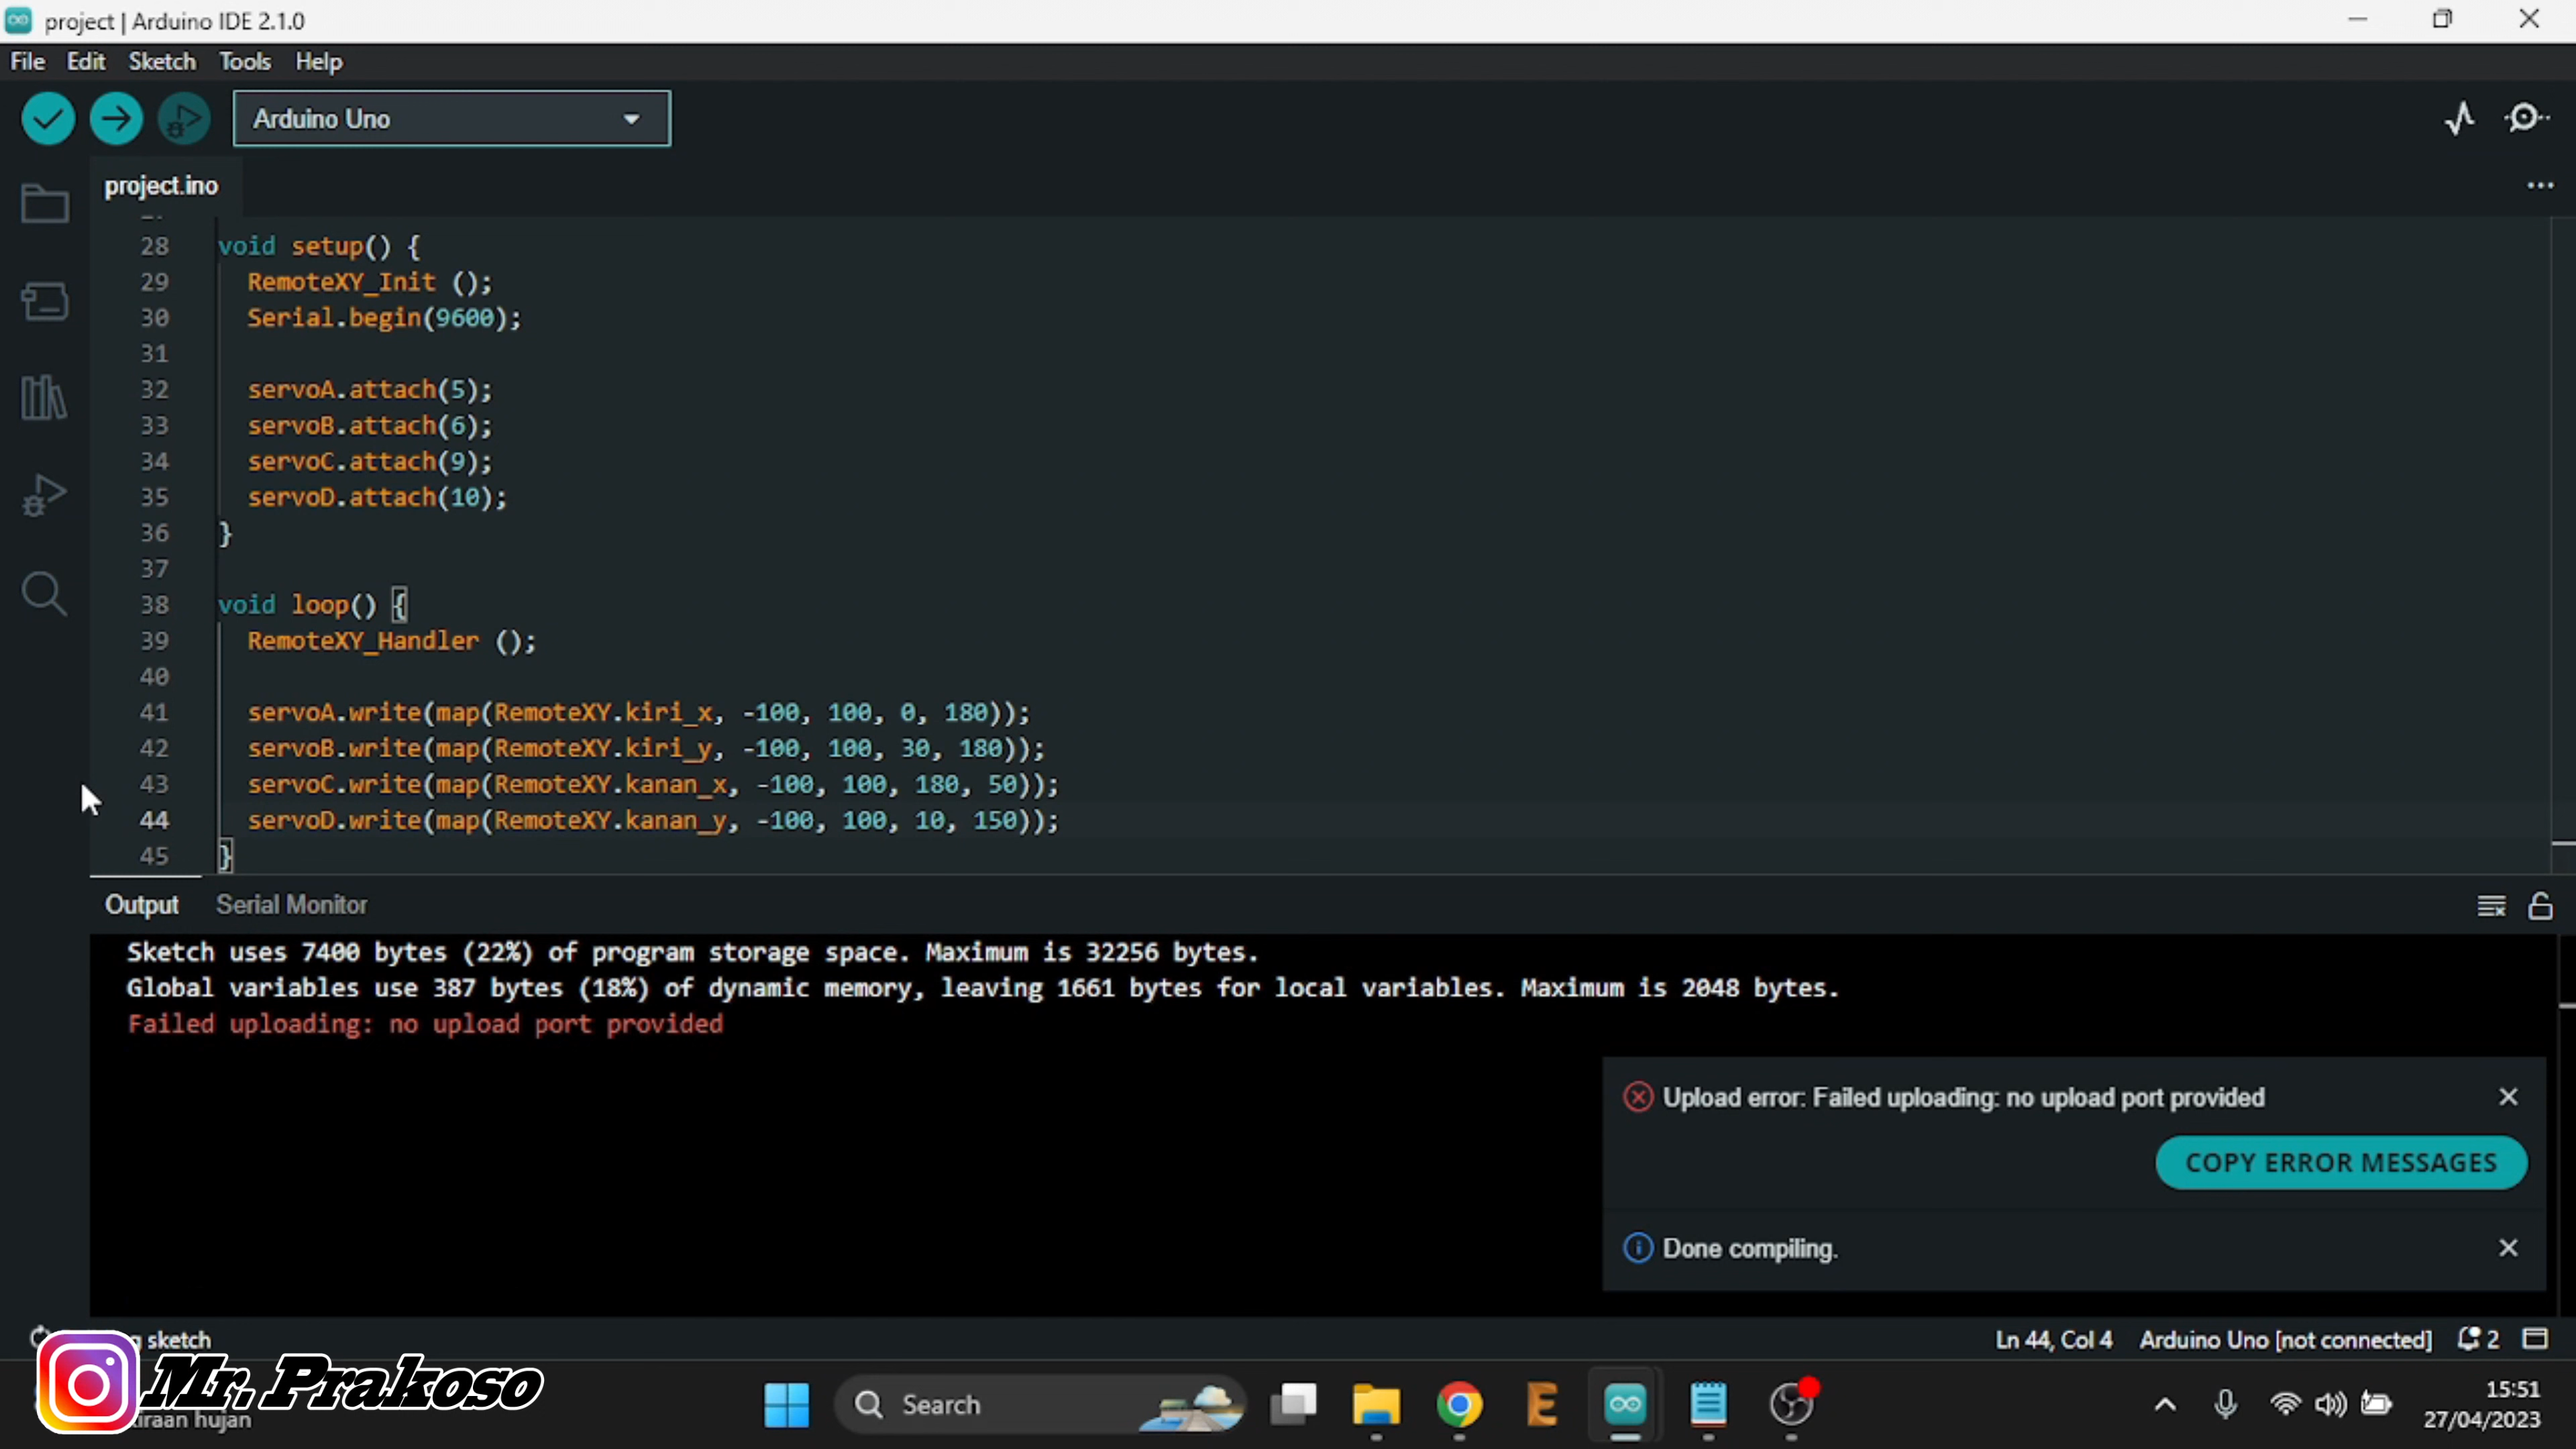 project | Arduino IDE 2.1.0
File Edit Sketch Tools Help
Arduino Uno
project.ino
28 void setup() {
29 RemoteXY_Init ();
30 Serial.begin(9600);
31
32 servoA.attach(5);
33 servoB.attach(6);
34 servoC.attach(9);
35 servoD.attach(10);
36 }
37
38 void loop() {
39 RemoteXY_Handler ();
40
41 servoA.write(map(RemoteXY.kiri_x, -100, 100, 0, 180));
42 servoB.write(map(RemoteXY.kiri_y, -100, 100, 30, 180));
43 servoC.write(map(RemoteXY.kanan_x, -100, 100, 180, 50));
44 servoD.write(map(RemoteXY.kanan_y, -100, 100, 10, 150));
45 }
Output Serial Monitor
Sketch uses 7400 bytes (22%) of program storage space. Maximum is 32256 bytes.
Global variables use 387 bytes (18%) of dynamic memory, leaving 1661 bytes for local variables. Maximum is 2048 bytes.
Failed uploading: no upload port provided
Upload error: Failed uploading: no upload port provided
COPY ERROR MESSAGES
Done compiling.
sketch
Ln 44, Col 4 Arduino Uno [not connected] 2
Mr. Prakoso
hujan
Search
15:51
27/04/2023